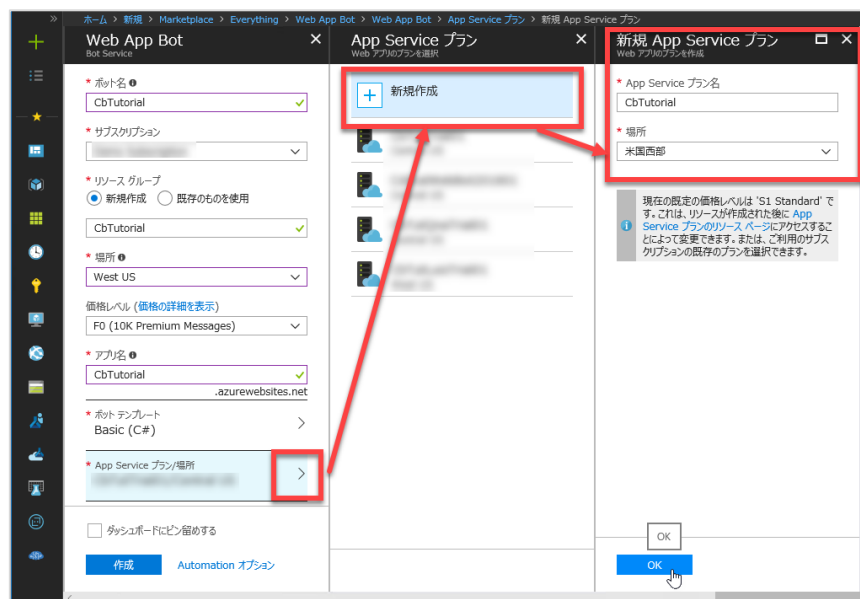 ホーム > 新規 > Marketplace > Everything > Web App Bot > Web App Bot > App Service プラン > 新規 App Service プラン
Web App Bot
Bot Service
* ボット名
CbTutorial
* サブスクリプション
* リソース グループ
新規作成 既存のものを使用
CbTutorial
* 場所
West US
価格レベル (価格の詳細を表示)
F0 (10K Premium Messages)
* アプリ名
CbTutorial
.azurewebsites.net
* ボット テンプレート
Basic (C#)
* App Service プラン/場所
ダッシュボードにピン留めする
作成 Automation オプション
App Service プラン
Web アプリのプランを選択
新規作成
新規 App Service プラン
Web アプリのプランを作成
* App Service プラン名
CbTutorial
* 場所
米国西部
現在の既定の価格レベルは 'S1 Standard' で
す。これは、リソースが作成された後に App
Service プランのリソース ページにアクセスするこ
とによって変更できます。または、ご利用のサブス
クリプションの既存のプランを選択できます。
OK
OK